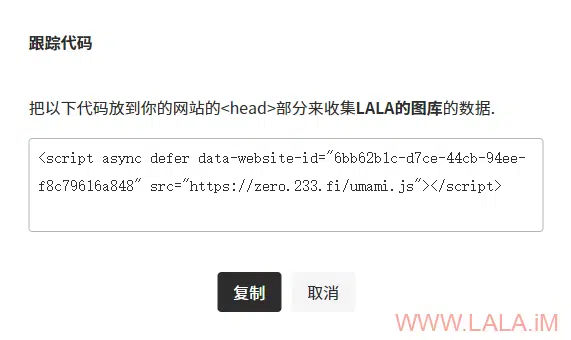 跟踪代码
把以下代码放到你的网站的<head>部分来收集LALA的图库的数据.
<script async defer data-website-id="6bb62b1c-d7ce-44cb-94ee-
f8c79616a848" src="https://zero.233.fi/umami.js"></script>
复制 取消
WWW.LALA.iM